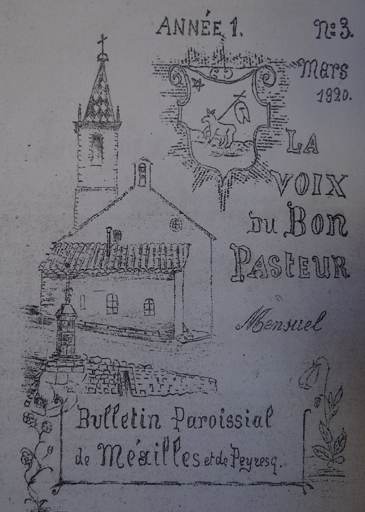 ANNÉE 1.
N:o 3.
Mars
1920.
LA
VOIX
DU BON
PASTEUR
Mensuel
Bulletin Paroissial
de Méailles et de Peyresq.